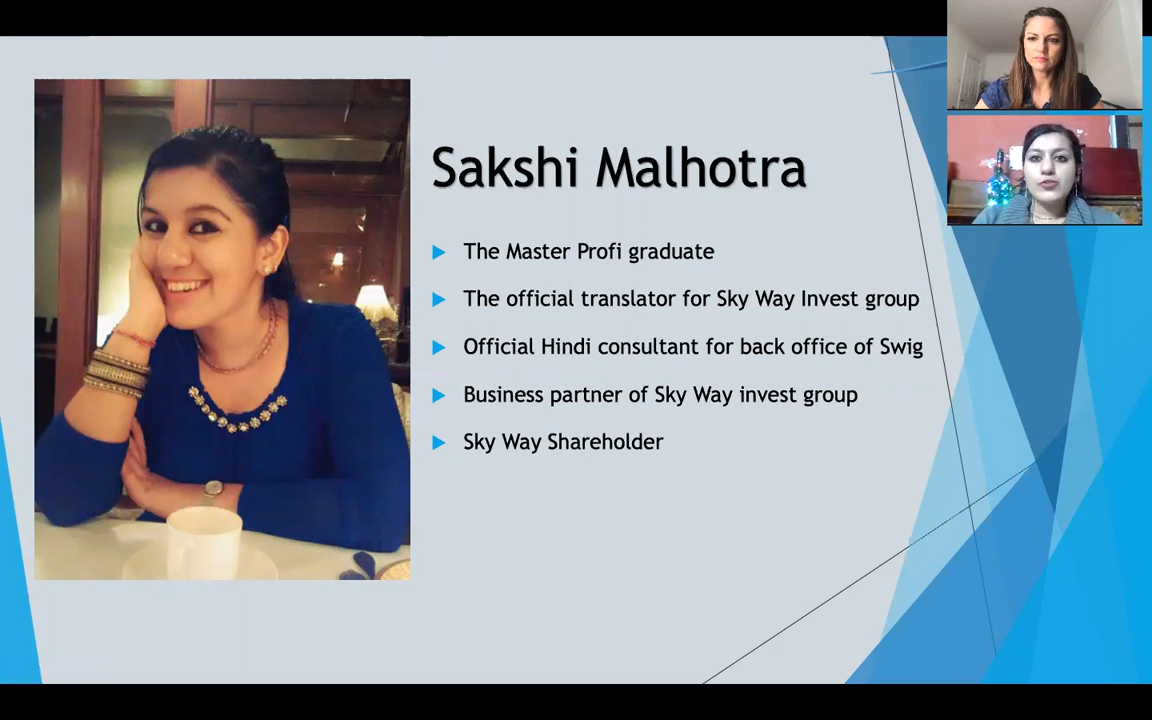 Sakshi Malhotra
The Master Profi graduate
The official translator for Sky Way Invest group
Official Hindi consultant for back office of Swig
Business partner of Sky Way invest group
Sky Way Shareholder